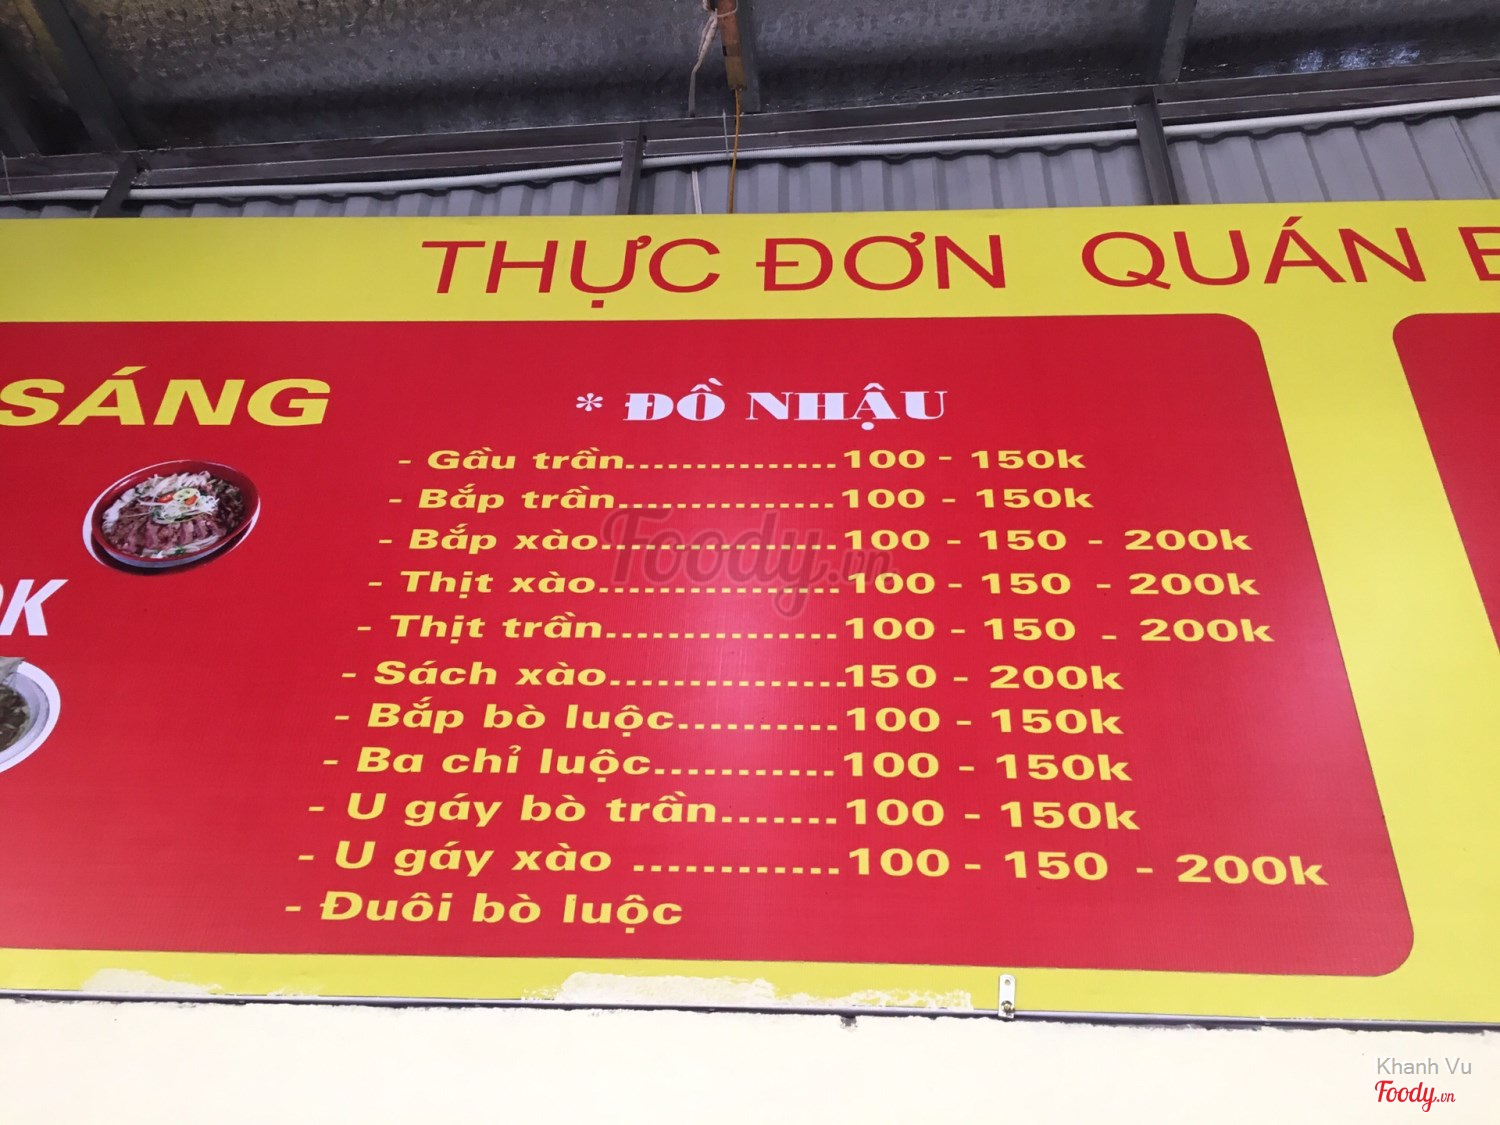 THỰC ĐƠN QUÁN
SÁNG
* ĐỒ NHẬU
- Gầu trần...............100 - 150k
- Bắp trần...............100 - 150k
- Bắp xào.................100 - 150 - 200k
- Thịt xào.................100 - 150 - 200k
- Thịt trần................100 - 150 - 200k
- Sách xào................150 - 200k
- Bắp bò luộc..........100 - 150k
- Ba chỉ luộc............100 - 150k
- U gáy bò trần.......100 - 150k
- U gáy xào ............100 - 150 - 200k
- Đuôi bò luộc
Foody.vn
Khanh Vu
Foody.vn